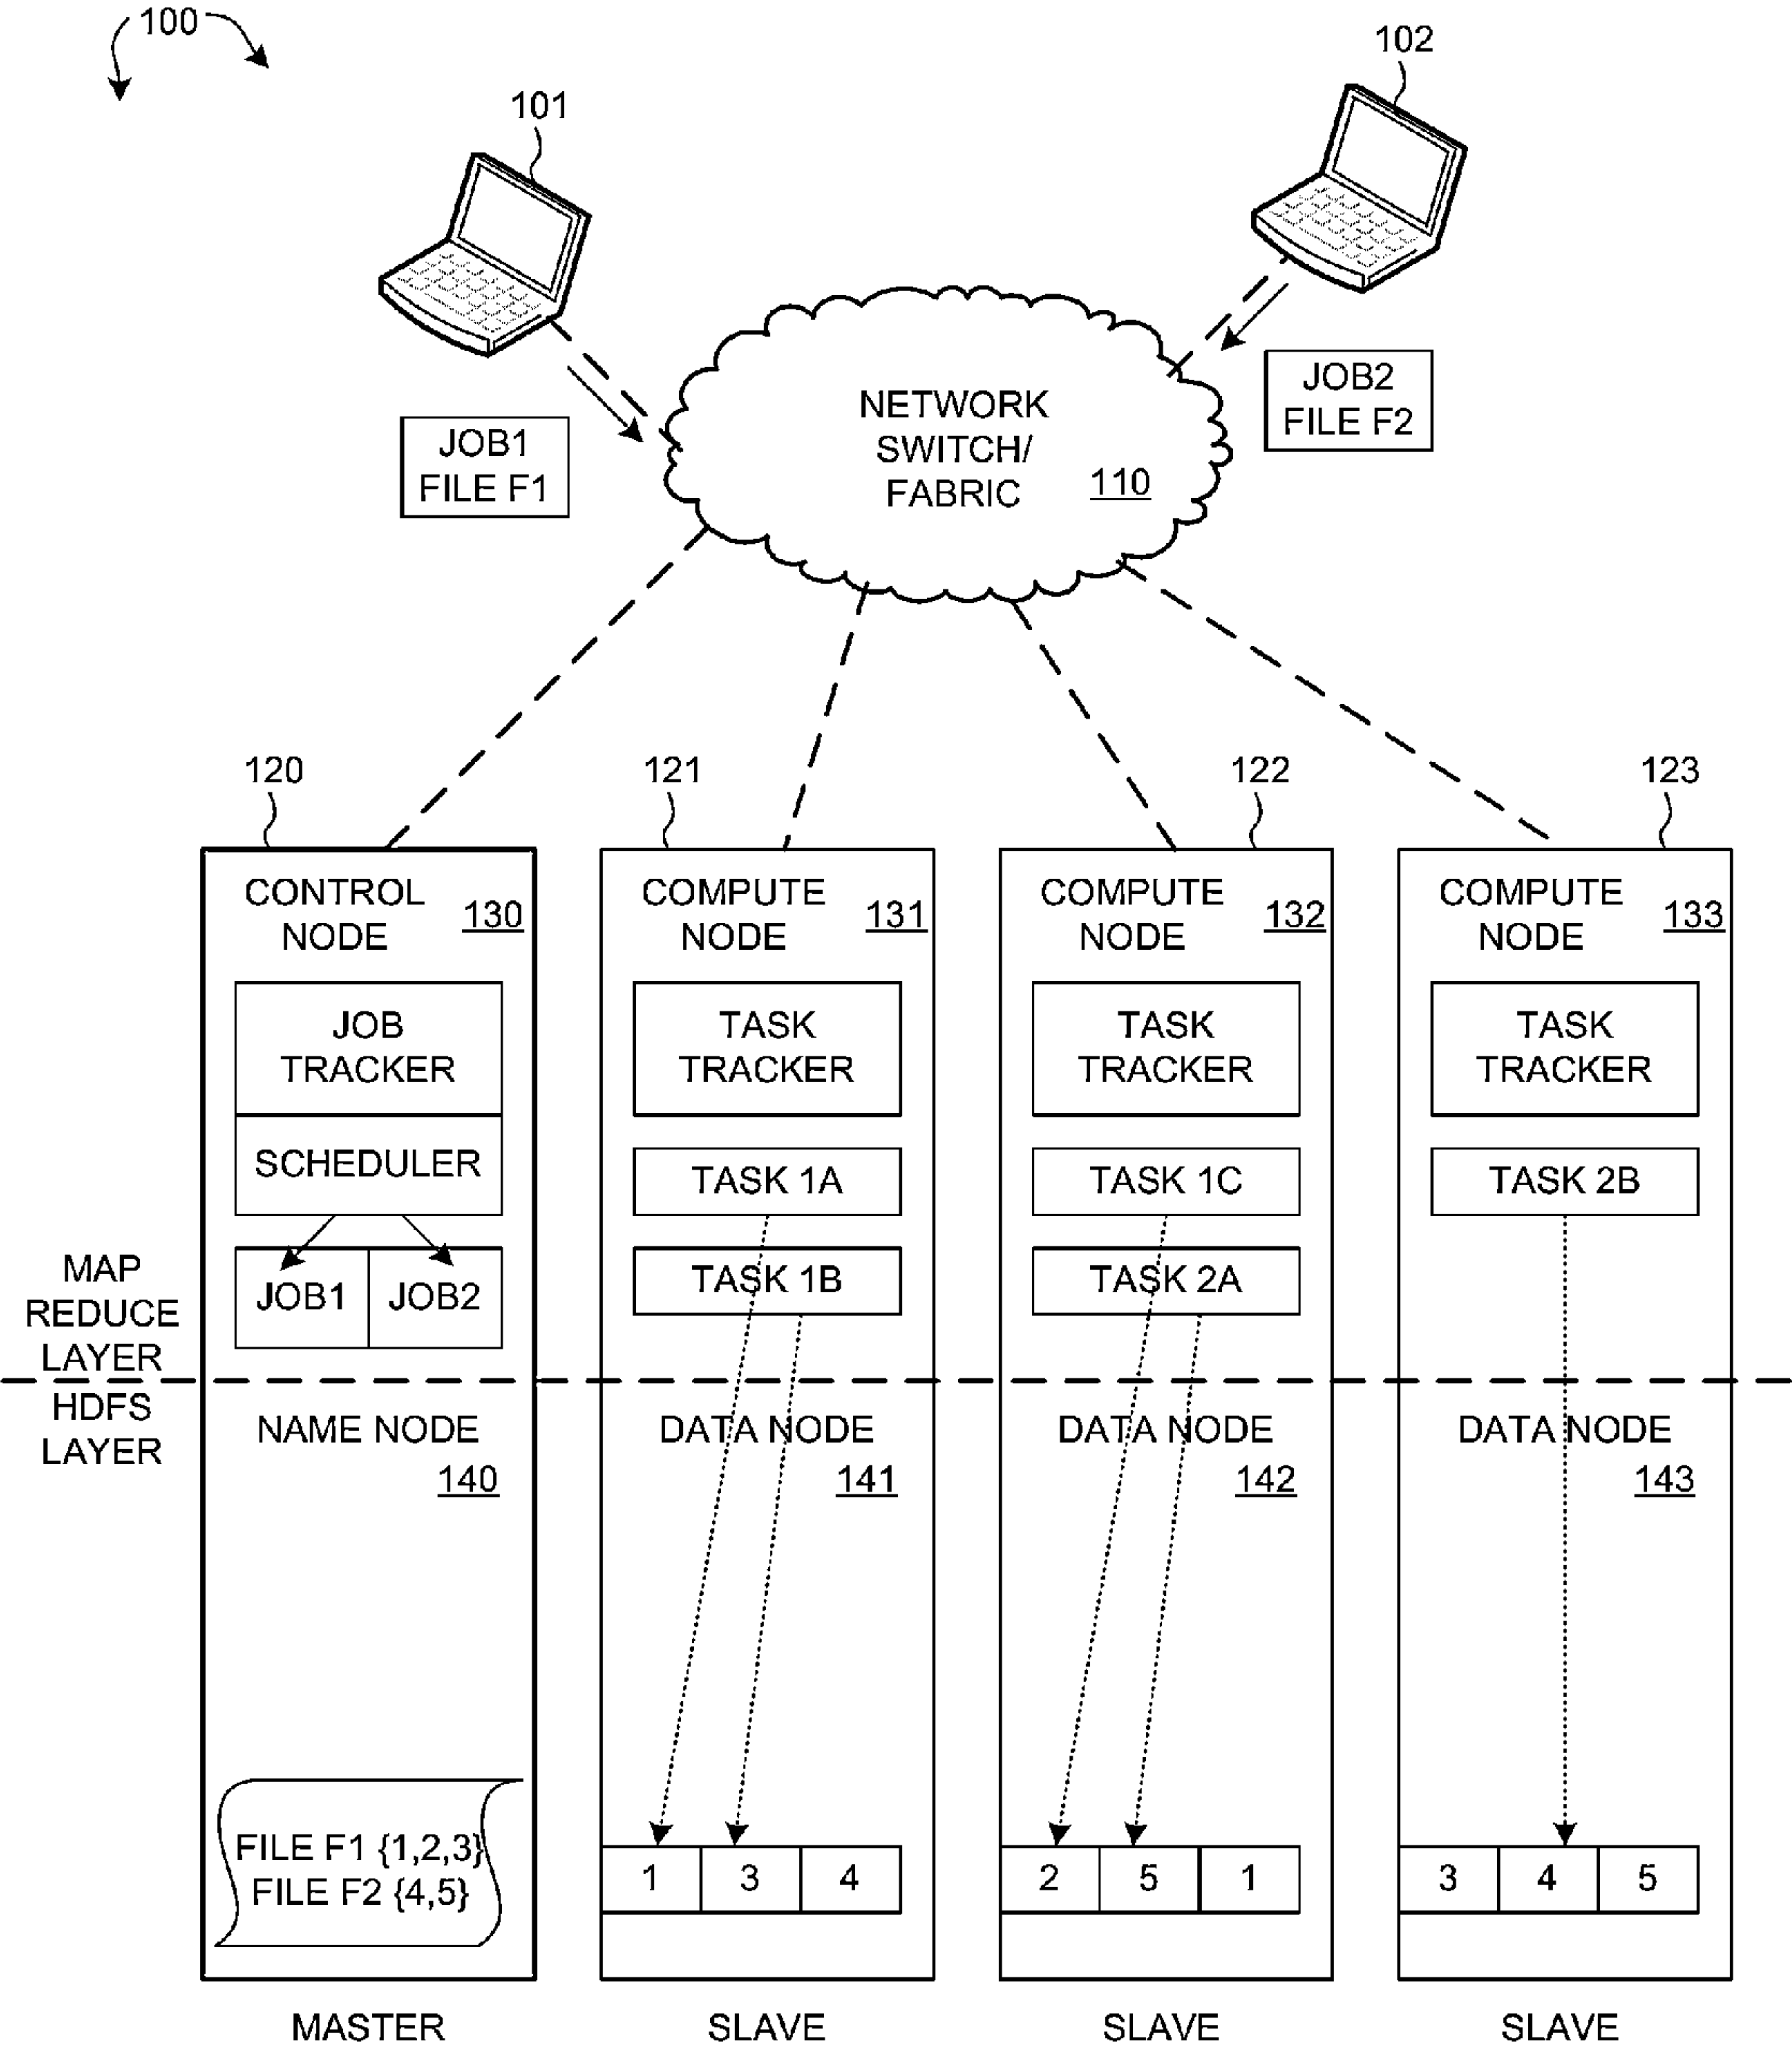 100
102
101
JOB2
FILE F2
JOB1
FILE F1
NETWORK
SWITCH/
FABRIC
110
120
121
122
123
CONTROL
NODE
130
JOB
TRACKER
SCHEDULER
JOB1
JOB2
COMPUTE
NODE
131
TASK
TRACKER
TASK 1A
TASK 1B
COMPUTE
NODE
132
TASK
TRACKER
TASK 1C
TASK 2A
COMPUTE
NODE
133
TASK
TRACKER
TASK 2B
MAP
REDUCE
LAYER
HDFS
LAYER
NAME NODE
140
FILE F1 {1,2,3}
FILE F2 {4,5}
MASTER
DATA NODE
141
1 3 4
SLAVE
DATA NODE
142
2 5 1
SLAVE
DATA NODE
143
3 4 5
SLAVE